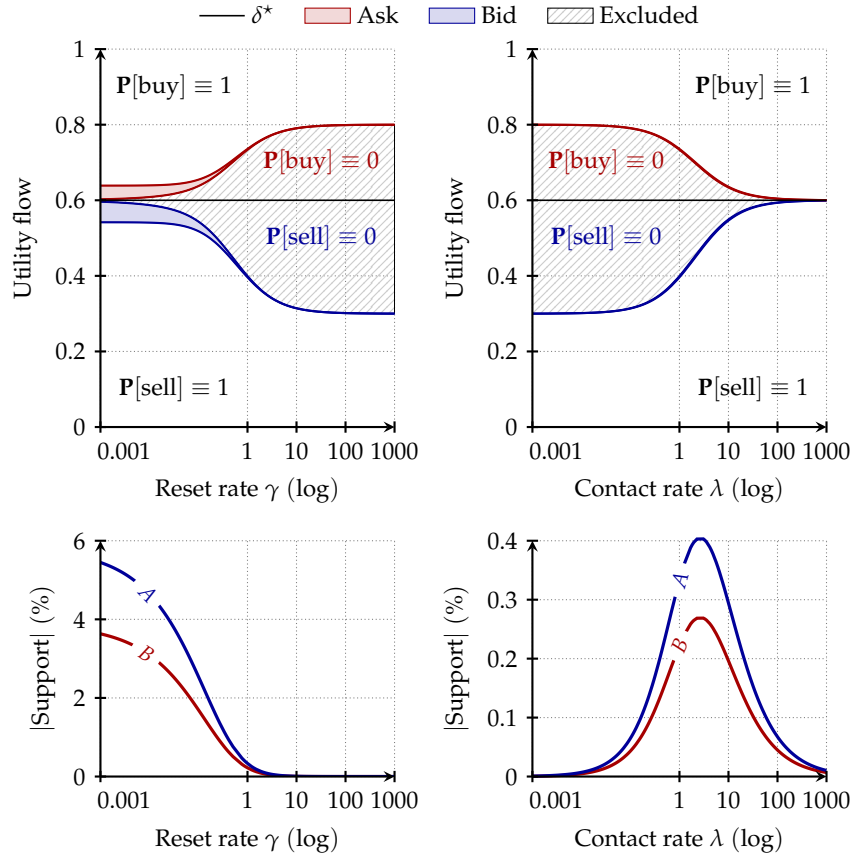 δ* Ask Bid Excluded
1
0.8
0.6
0.4
0.2
0
Utility flow
P[buy] ≡ 1
P[buy] ≡ 0
P[sell] ≡ 0
P[sell] ≡ 1
0.001 1 10 100 1000
Reset rate γ (log)
1
0.8
0.6
0.4
0.2
0
Utility flow
P[buy] ≡ 1
P[buy] ≡ 0
P[sell] ≡ 0
P[sell] ≡ 1
0.001 1 10 100 1000
Contact rate λ (log)
6
4
2
0
|Support| (%)
A
B
0.001 1 10 100 1000
Reset rate γ (log)
0.4
0.3
0.2
0.1
0
|Support| (%)
A
B
0.001 1 10 100 1000
Contact rate λ (log)